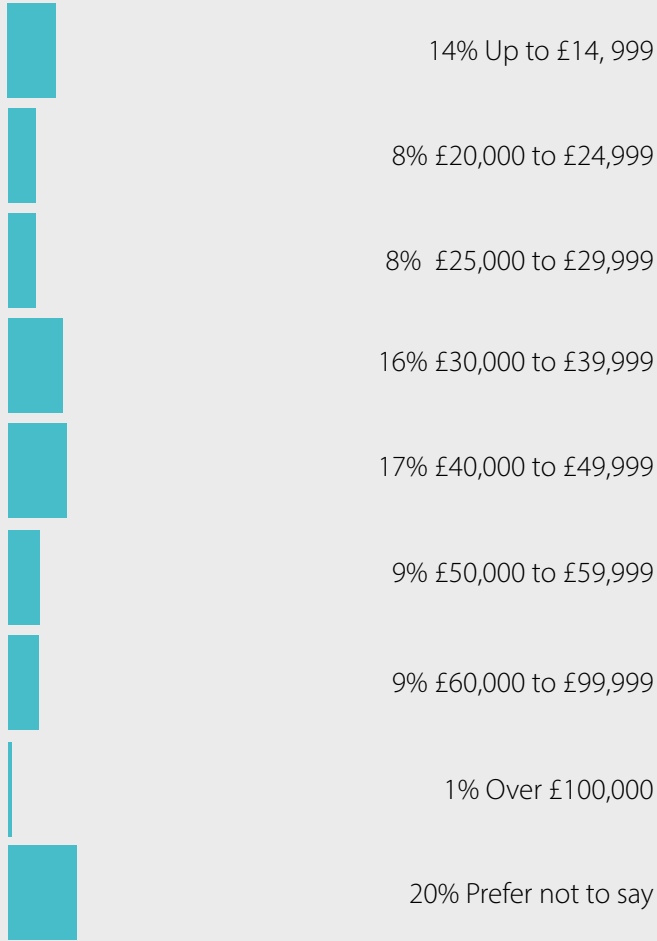 14% Up to £14, 999
8% £20,000 to £24,999
8%  £25,000 to £29,999
16% £30,000 to £39,999
17% £40,000 to £49,999
9% £50,000 to £59,999
9% £60,000 to £99,999
1% Over £100,000
20% Prefer not to say